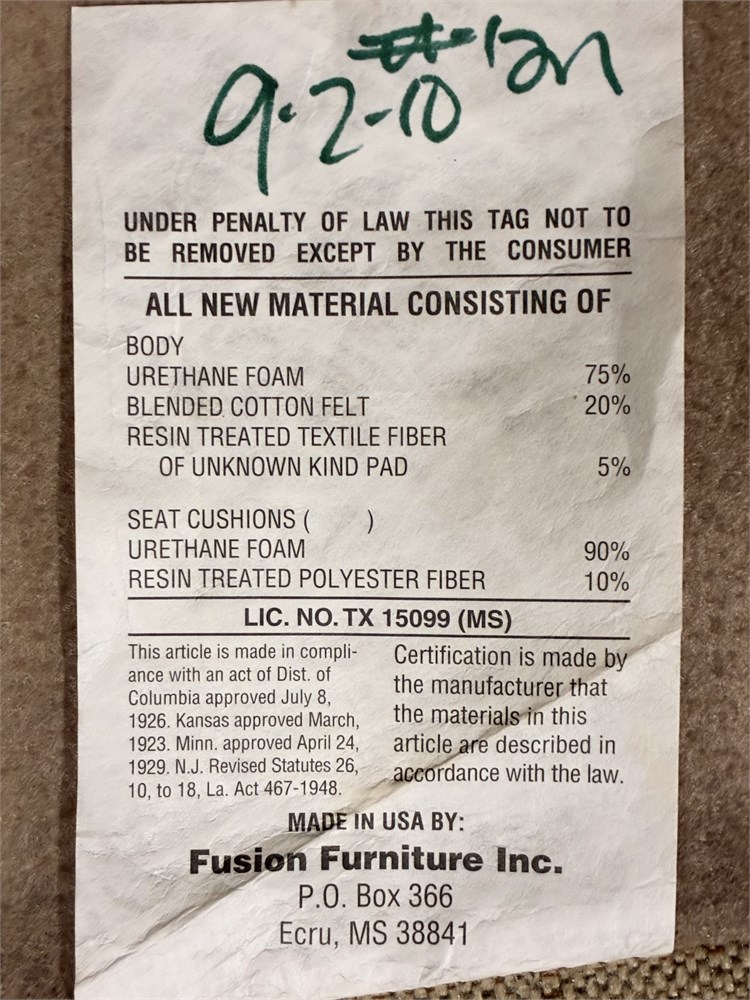 9-2-10
UNDER PENALTY OF LAW THIS TAG NOT TO
BE REMOVED EXCEPT BY THE CONSUMER
ALL NEW MATERIAL CONSISTING OF
BODY
URETHANE FOAM 75%
BLENDED COTTON FELT 20%
RESIN TREATED TEXTILE FIBER
OF UNKNOWN KIND PAD 5%
SEAT CUSHIONS ( )
URETHANE FOAM 90%
RESIN TREATED POLYESTER FIBER 10%
LIC. NO. TX 15099 (MS)
This article is made in compli-
ance with an act of Dist. of
Columbia approved July 8,
1926. Kansas approved March,
1923. Minn. approved April 24,
1929. N.J. Revised Statutes 26,
10, to 18, La. Act 467-1948.
Certification is made by
the manufacturer that
the materials in this
article are described in
accordance with the law.
MADE IN USA BY:
Fusion Furniture Inc.
P.O. Box 366
Ecru, MS 38841